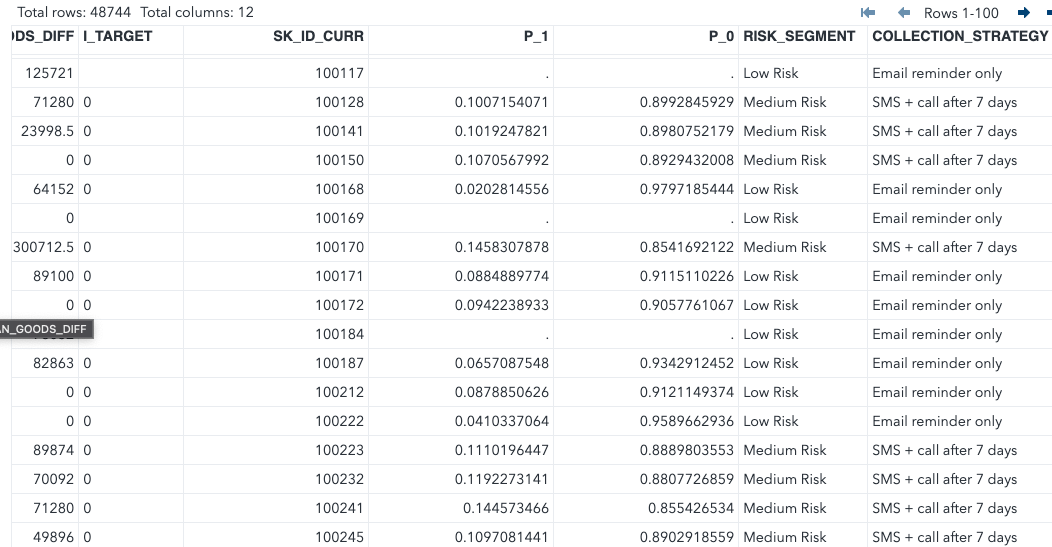 Total rows: 48744 Total columns: 12 Rows 1-100
DS_DIFF I_TARGET SK_ID_CURR P_1 P_0 RISK_SEGMENT COLLECTION_STRATEGY
125721 100117 . . Low Risk Email reminder only
71280 0 100128 0.1007154071 0.8992845929 Medium Risk SMS + call after 7 days
23998.5 0 100141 0.1019247821 0.8980752179 Medium Risk SMS + call after 7 days
0 0 100150 0.1070567992 0.8929432008 Medium Risk SMS + call after 7 days
64152 0 100168 0.0202814556 0.9797185444 Low Risk Email reminder only
0 100169 . . Low Risk Email reminder only
300712.5 0 100170 0.1458307878 0.8541692122 Medium Risk SMS + call after 7 days
89100 0 100171 0.0884889774 0.9115110226 Low Risk Email reminder only
0 0 100172 0.0942238933 0.9057761067 Low Risk Email reminder only
AN_GOODS_DIFF 100184 . . Low Risk Email reminder only
82863 0 100187 0.0657087548 0.9342912452 Low Risk Email reminder only
0 0 100212 0.0878850626 0.9121149374 Low Risk Email reminder only
0 0 100222 0.0410337064 0.9589662936 Low Risk Email reminder only
89874 0 100223 0.1110196447 0.8889803553 Medium Risk SMS + call after 7 days
70092 0 100232 0.1192273141 0.8807726859 Medium Risk SMS + call after 7 days
71280 0 100241 0.144573466 0.855426534 Medium Risk SMS + call after 7 days
49896 0 100245 0.1097081441 0.8902918559 Medium Risk SMS + call after 7 days